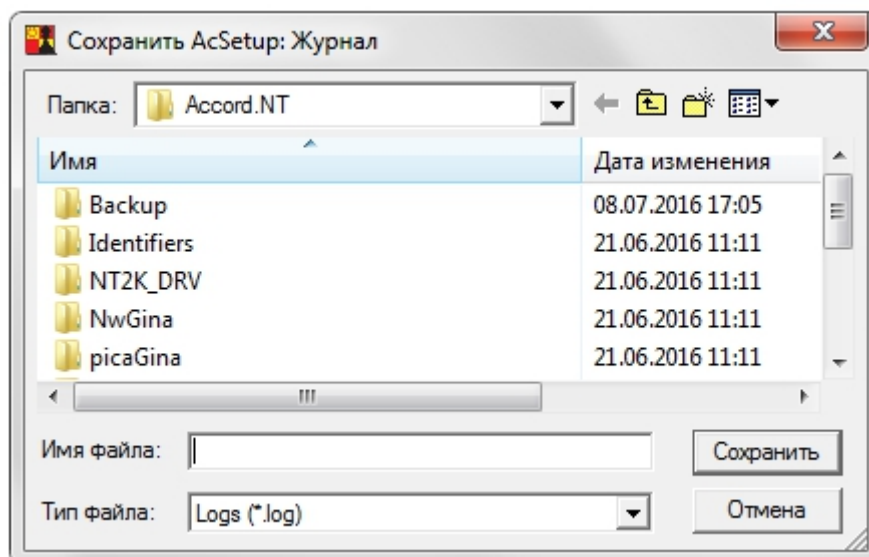 Сохранить AcSetup: Журнал
Папка: Accord.NT
Имя Дата изменения
Backup 08.07.2016 17:05
Identifiers 21.06.2016 11:11
NT2K_DRV 21.06.2016 11:11
NwGina 21.06.2016 11:11
picaGina 21.06.2016 11:11
Имя файла: Сохранить
Тип файла: Logs (*.log) Отмена